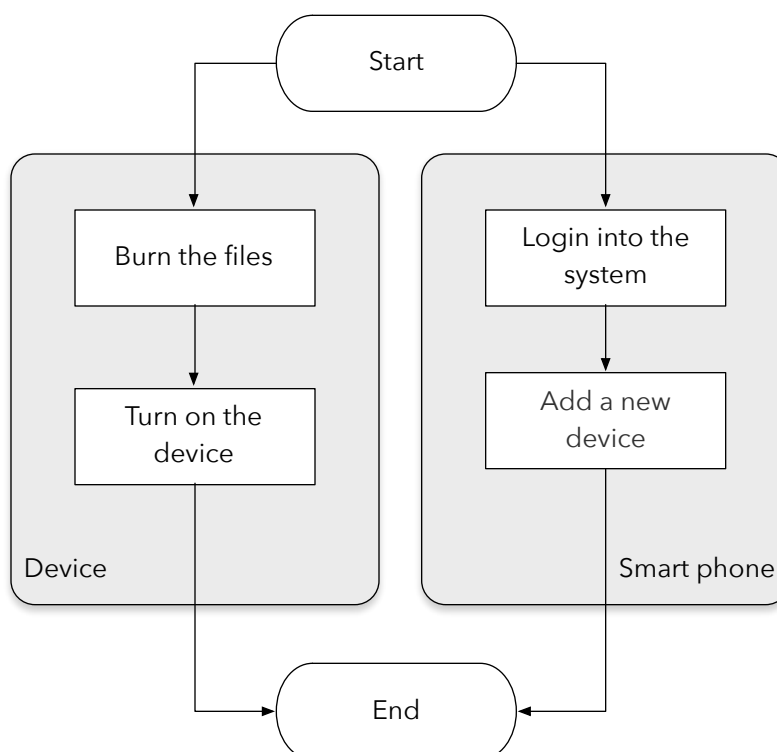 Start
Burn the files
Turn on the
device
Device
Login into the
system
Add a new
device
Smart phone
End